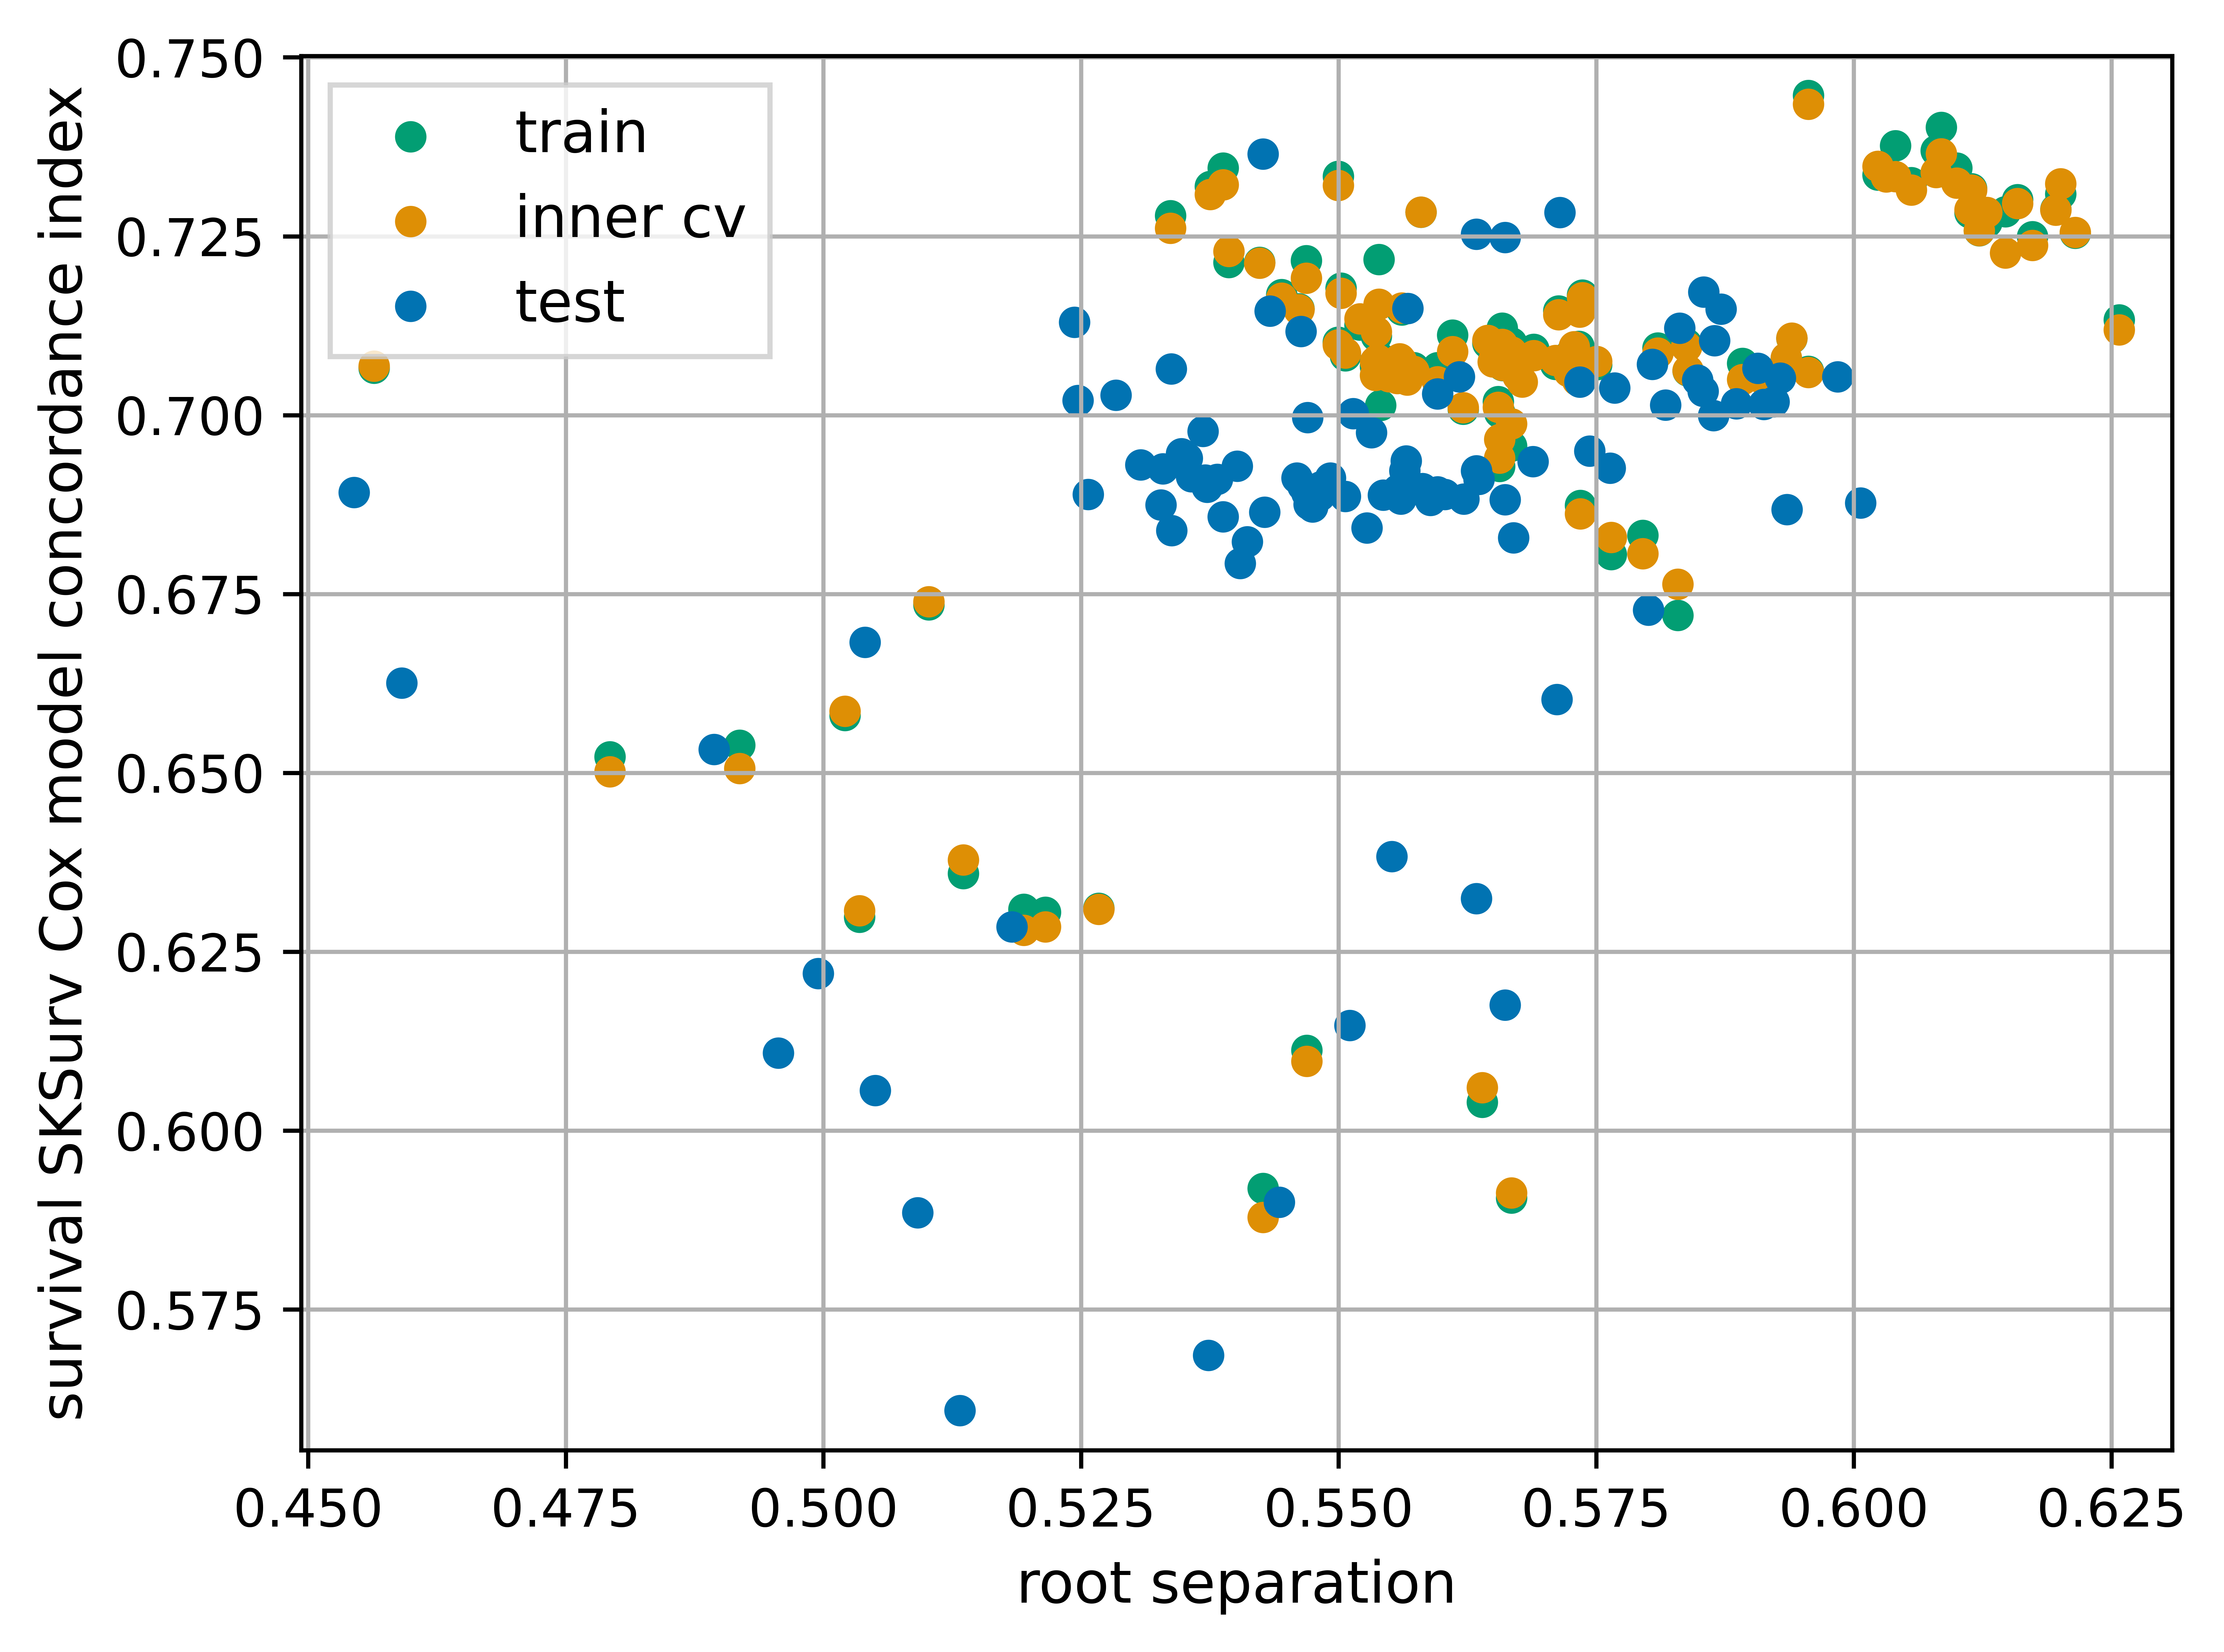 0.750
0.725
0.700
0.675
0.650
0.625
0.600
0.575
survival SKSurv Cox model concordance index
train
inner cv
test
0.450 0.475 0.500 0.525 0.550 0.575 0.600 0.625
root separation